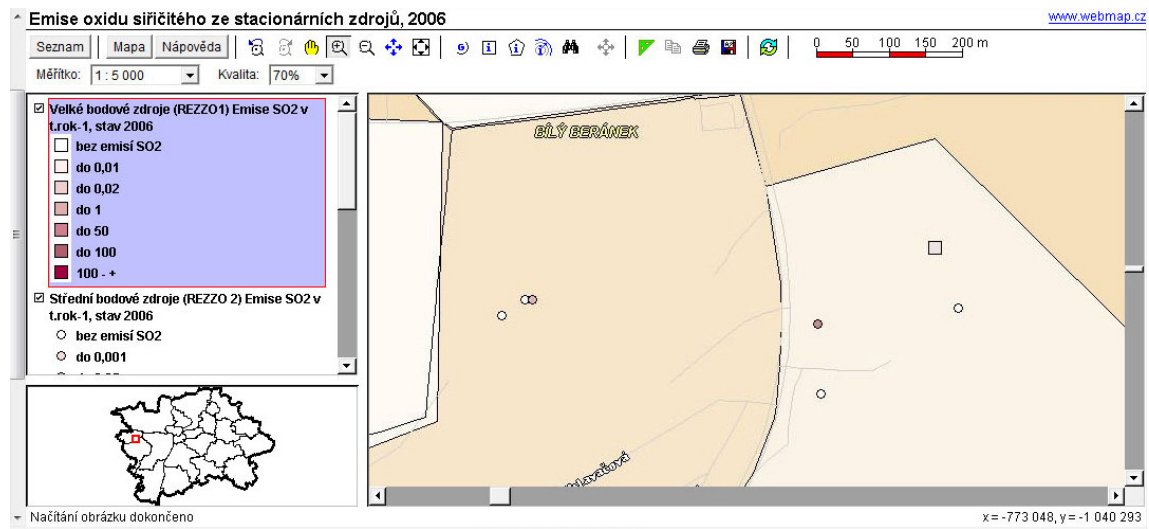 Emise oxidu siřičitého ze stacionárních zdrojů, 2006
www.webmap.cz
Seznam Mapa Nápověda
0 50 100 150 200 m
Měřítko: 1 : 5 000 Kvalita: 70%
Velké bodové zdroje (REZZO1) Emise SO2 v
t.rok-1, stav 2006
bez emisí SO2
do 0,01
do 0,02
do 1
do 50
do 100
100 - +
Střední bodové zdroje (REZZO 2) Emise SO2 v
t.rok-1, stav 2006
bez emisí SO2
do 0,001
BÍLÝ BERÁNEK
Načítání obrázku dokončeno
x = -773 048, y = -1 040 293